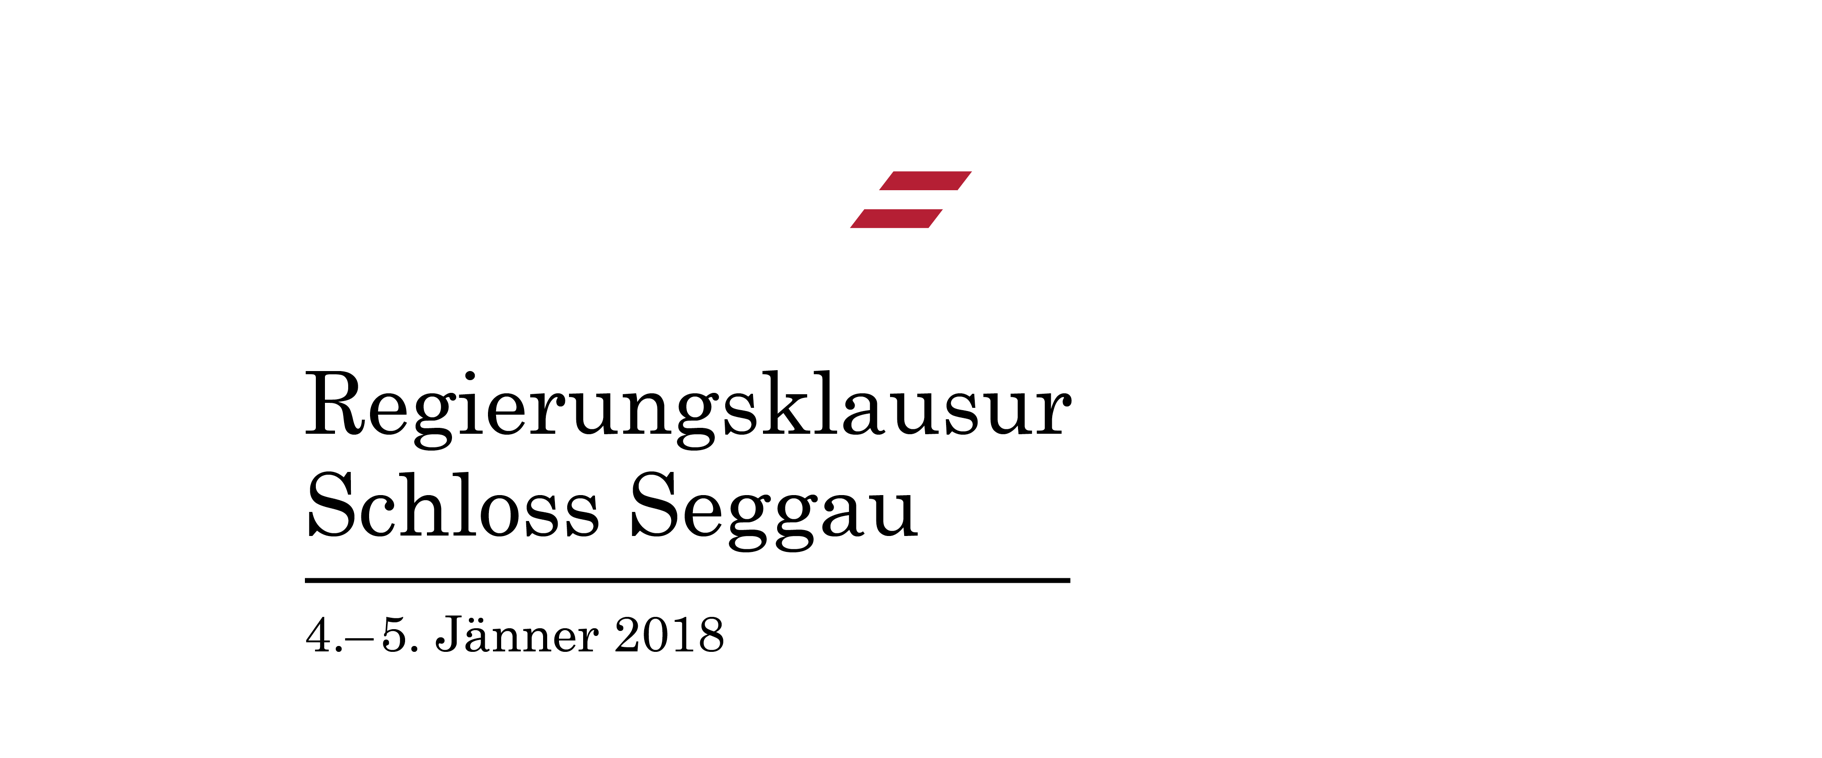 Regierungsklausur
Schloss Seggau
4.–5. Jänner 2018